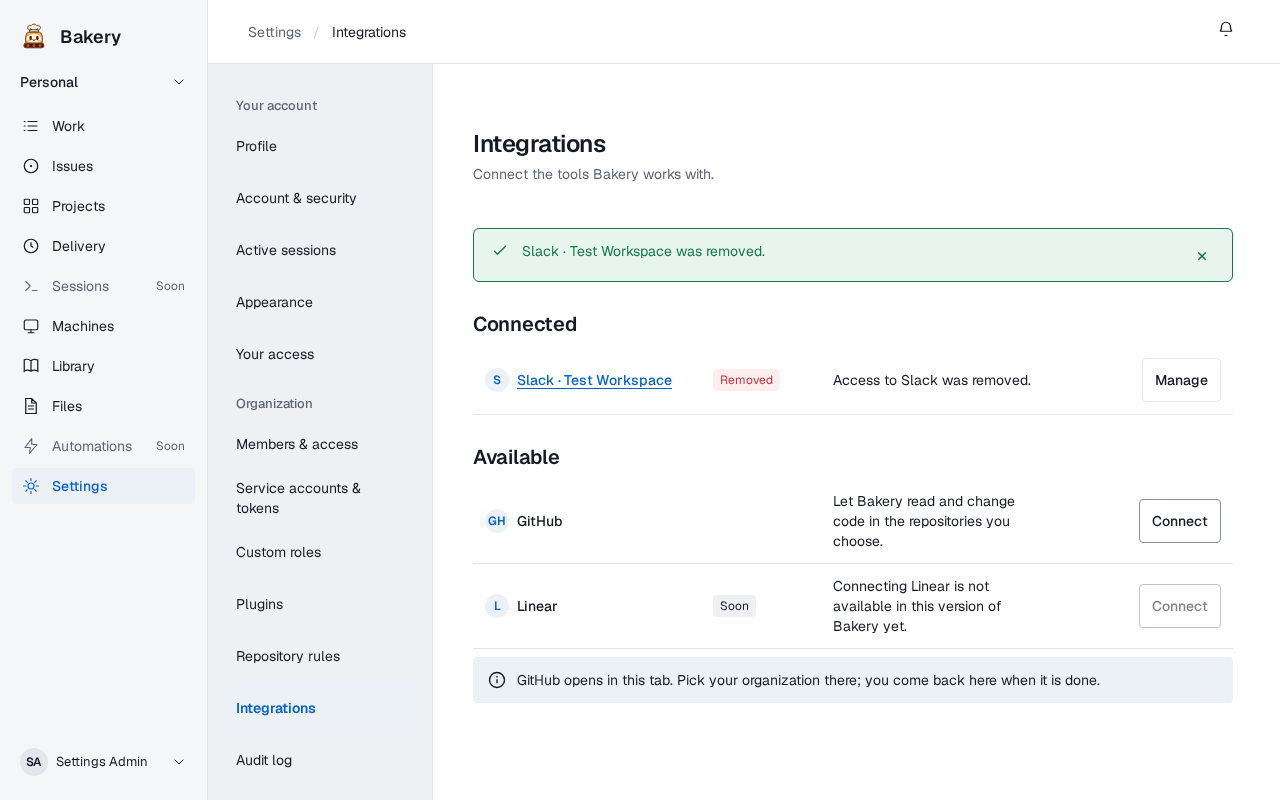 Bakery
Personal
Work
Issues
Projects
Delivery
Sessions Soon
Machines
Library
Files
Automations Soon
Settings
SA Settings Admin
Settings / Integrations
Your account
Profile
Account & security
Active sessions
Appearance
Your access
Organization
Members & access
Service accounts &
tokens
Custom roles
Plugins
Repository rules
Integrations
Audit log
Integrations
Connect the tools Bakery works with.
Slack · Test Workspace was removed.
Connected
S Slack · Test Workspace Removed Access to Slack was removed. Manage
Available
GH GitHub
Let Bakery read and change
code in the repositories you
choose.
Connect
L Linear Soon
Connecting Linear is not
available in this version of
Bakery yet.
Connect
GitHub opens in this tab. Pick your organization there; you come back here when it is done.